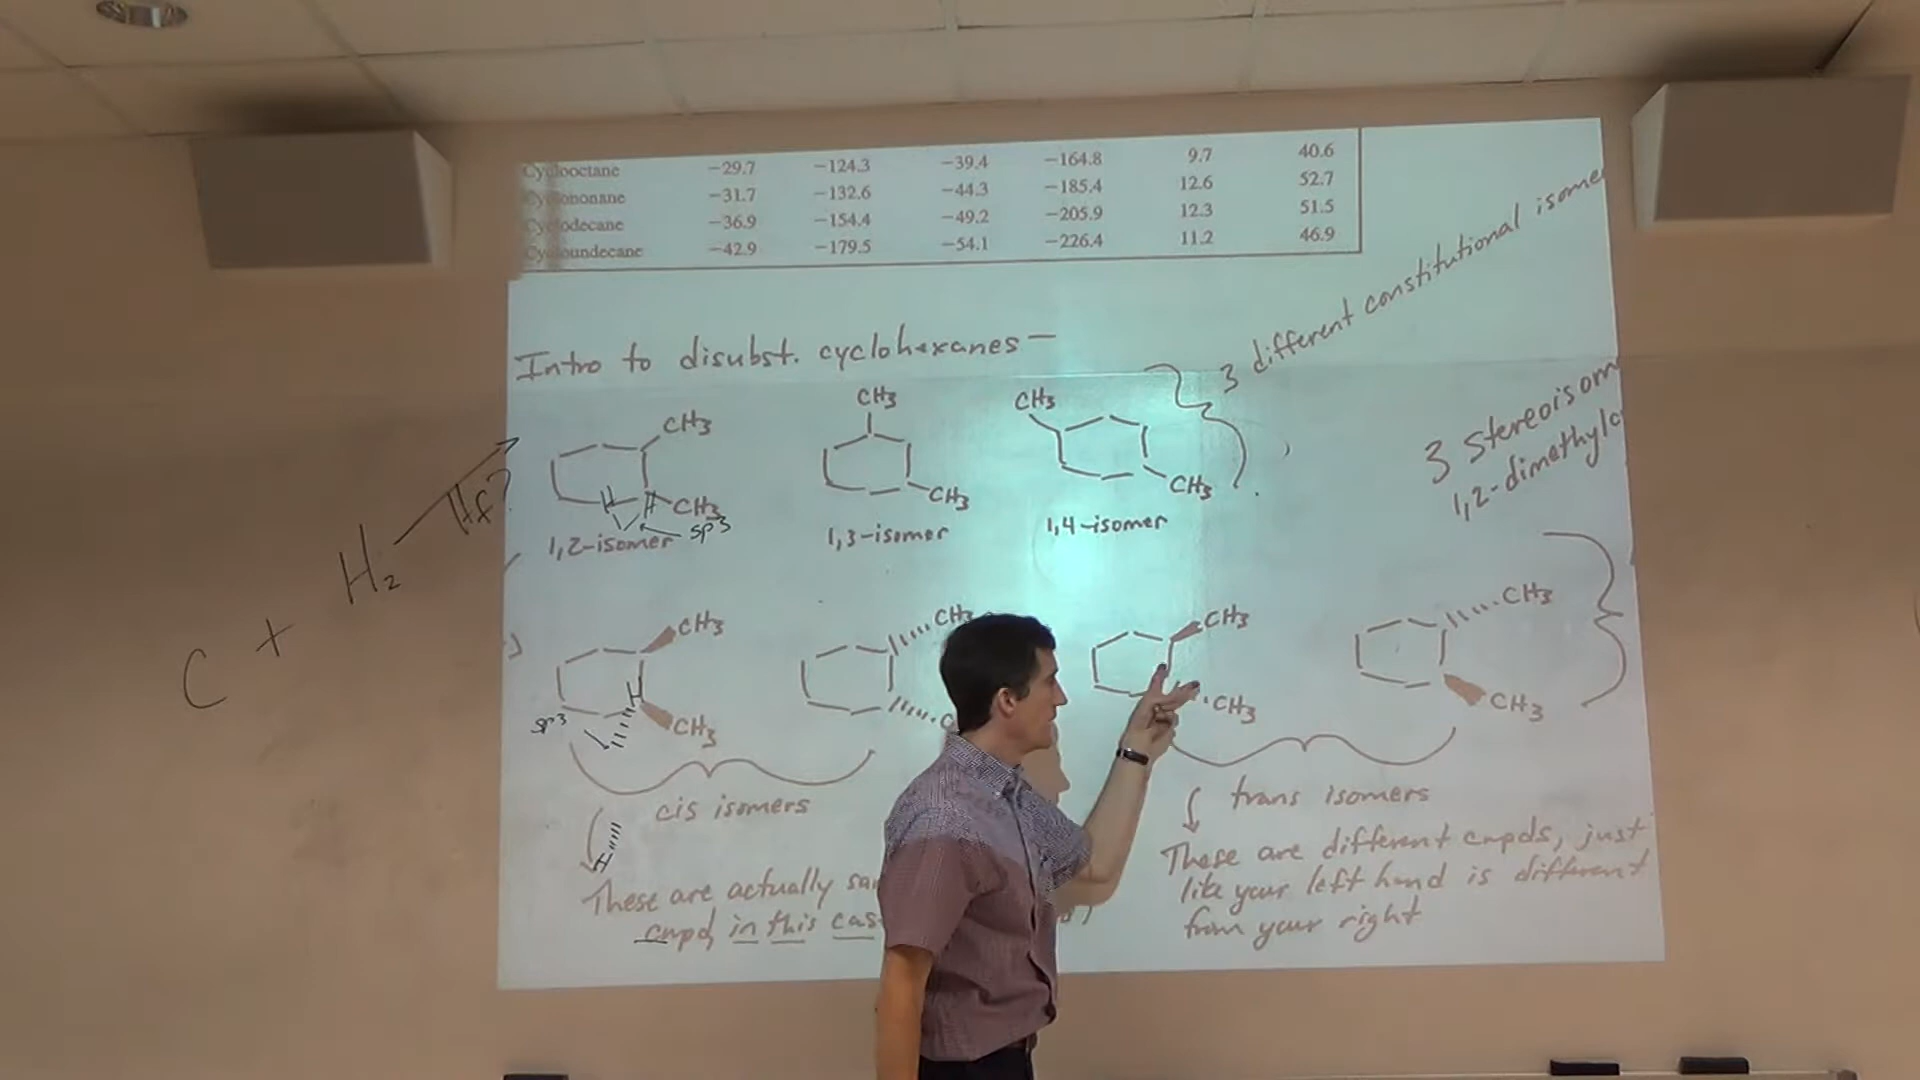 Cyclooctane −29.7 −124.3 −39.4 −164.8 9.7 40.6
Cyclononane −31.7 −132.6 −44.3 −185.4 12.6 52.7
Cyclodecane −36.9 −154.4 −49.2 −205.9 12.3 51.5
Cycloundecane −42.9 −179.5 −54.1 −226.4 11.2 46.9
3 different constitutional isome
Intro to disubst. cyclohexanes —
3 stereoisom
1,2-dimethylc
CH3
CH3
H H
sp3
1,2-isomer
CH3
CH3
1,3-isomer
CH3
CH3
1,4-isomer
C + H2
Hf?
CH3
H
CH3
sp3
CH3
C
CH3
CH3
CH3
CH3
cis isomers
trans isomers
H
These are actually sa
cmpd, in this cas
These are different cmpds, just
like your left hand is different
from your right